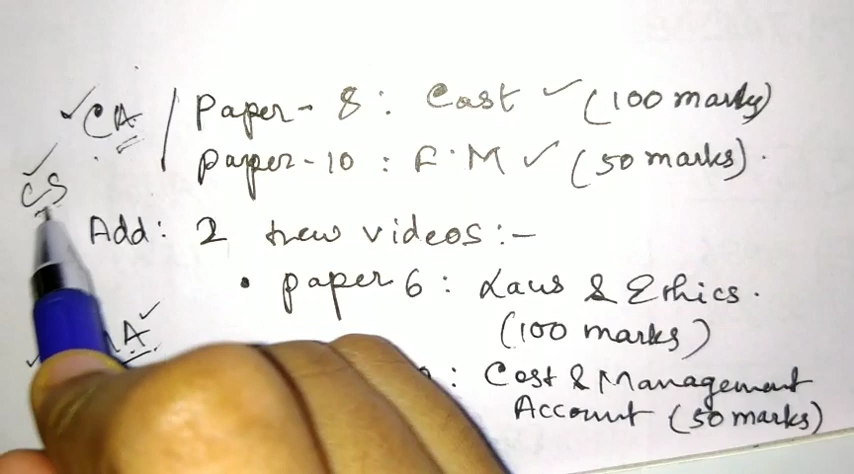 ✓CA / Paper - 8 : Cost ✓ (100 marks)
Paper - 10 : F.M ✓ (50 marks).
✓CS
Add: 2 new videos :-
• paper 6 : Laws & Ethics.
(100 marks)
A ✓
: Cost & Management
Account (50 marks)